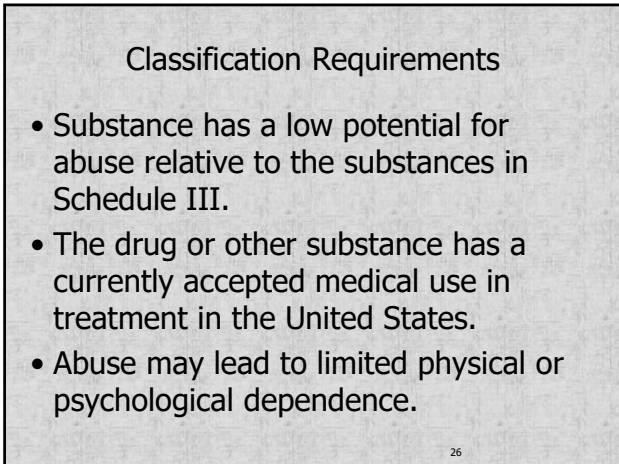 Classification Requirements
• Substance has a low potential for
abuse relative to the substances in
Schedule III.
• The drug or other substance has a
currently accepted medical use in
treatment in the United States.
• Abuse may lead to limited physical or
psychological dependence.
26